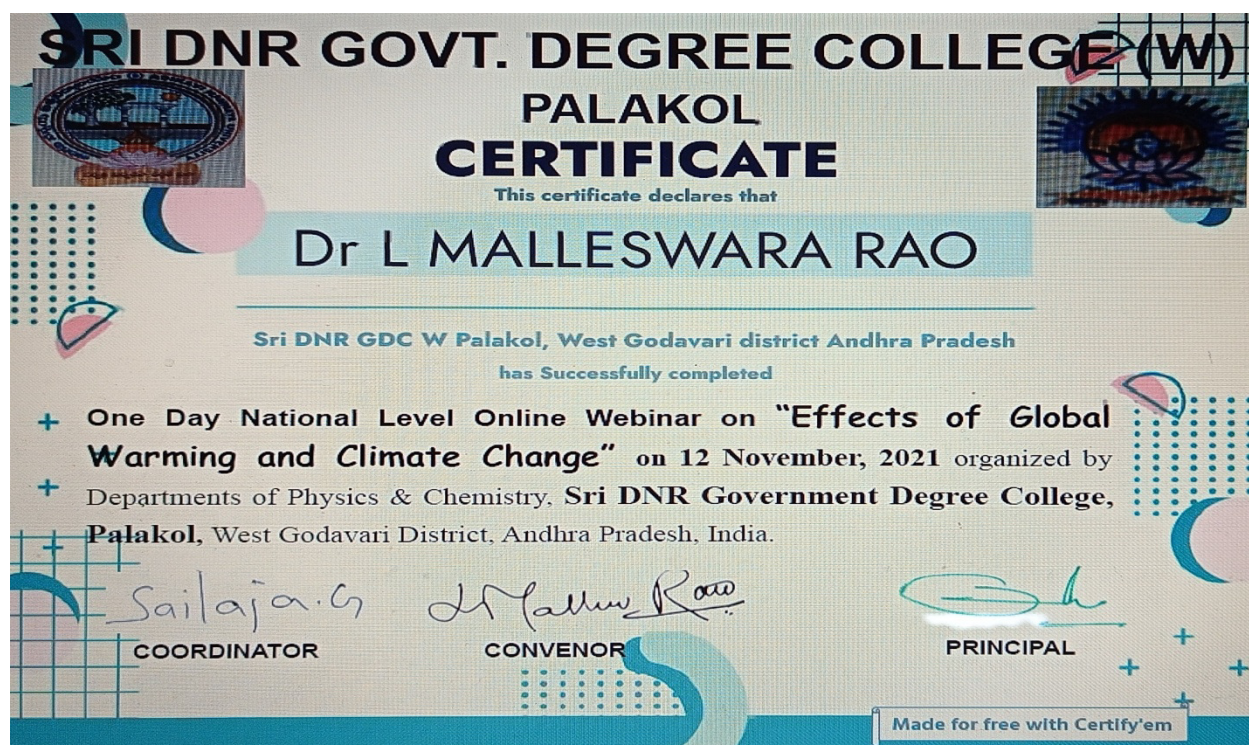 SRI DNR GOVT. DEGREE COLLEGE (W)
PALAKOL
CERTIFICATE
This certificate declares that
Dr L MALLESWARA RAO
Sri DNR GDC W Palakol, West Godavari district Andhra Pradesh
has Successfully completed
One Day National Level Online Webinar on "Effects of Global
Warming and Climate Change" on 12 November, 2021 organized by
Departments of Physics & Chemistry, Sri DNR Government Degree College,
Palakol, West Godavari District, Andhra Pradesh, India.
Sailaja.G
COORDINATOR
CONVENOR
PRINCIPAL
Made for free with Certify'em